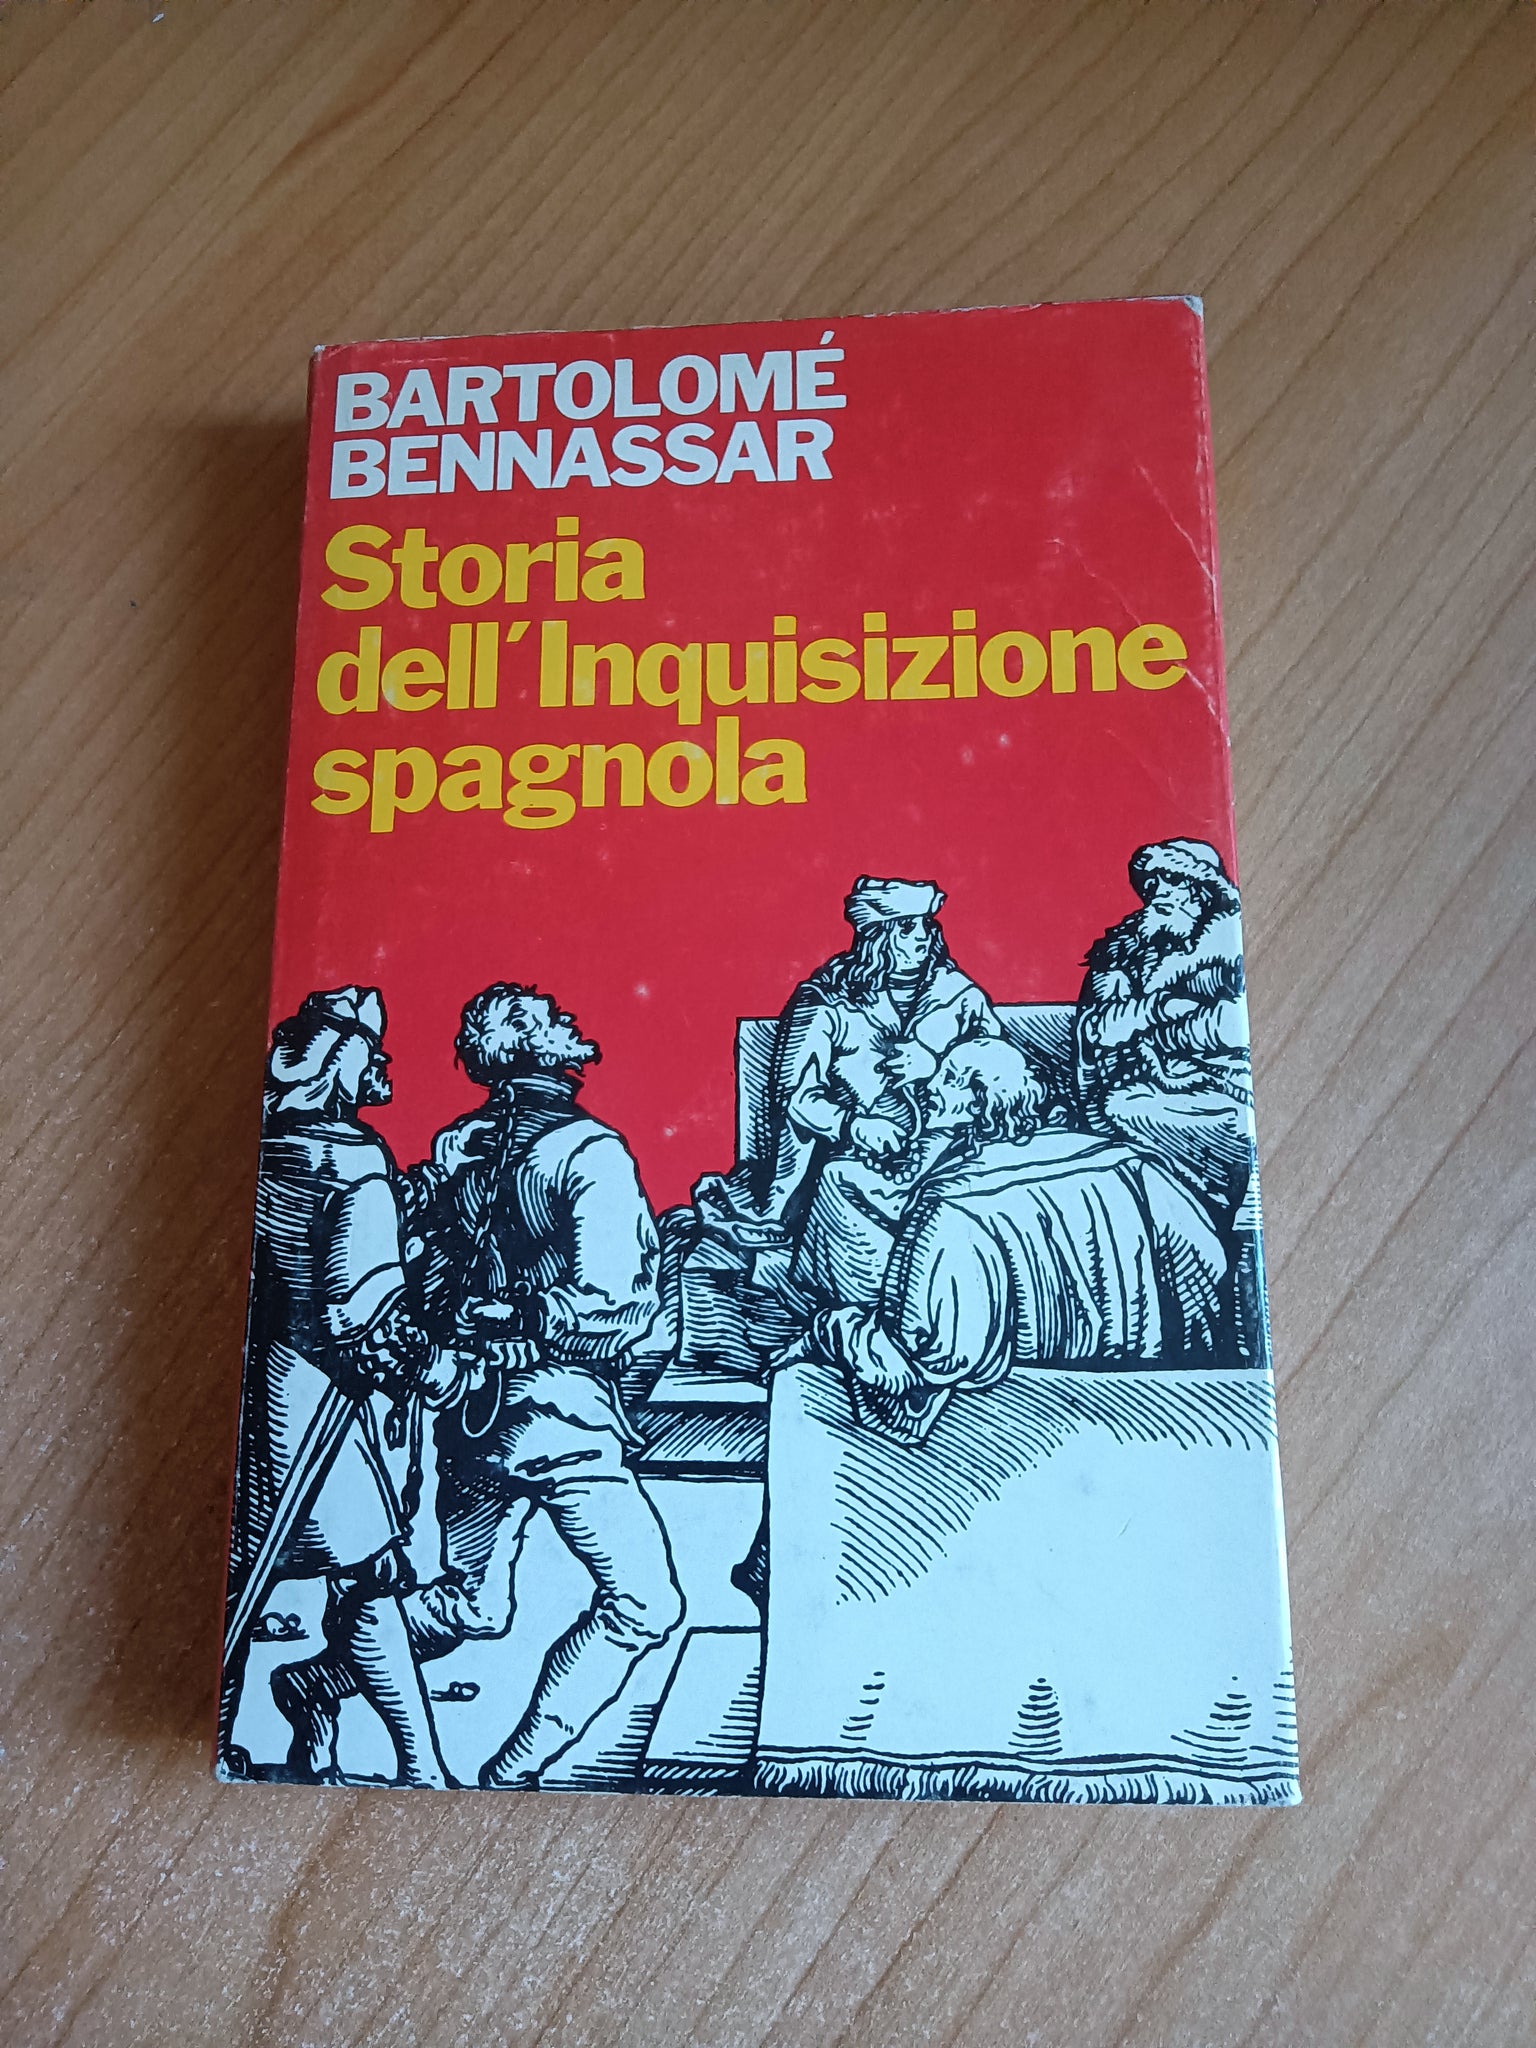 BARTOLOMÉ
BENNASSAR
Storia
dell'Inquisizione
spagnola